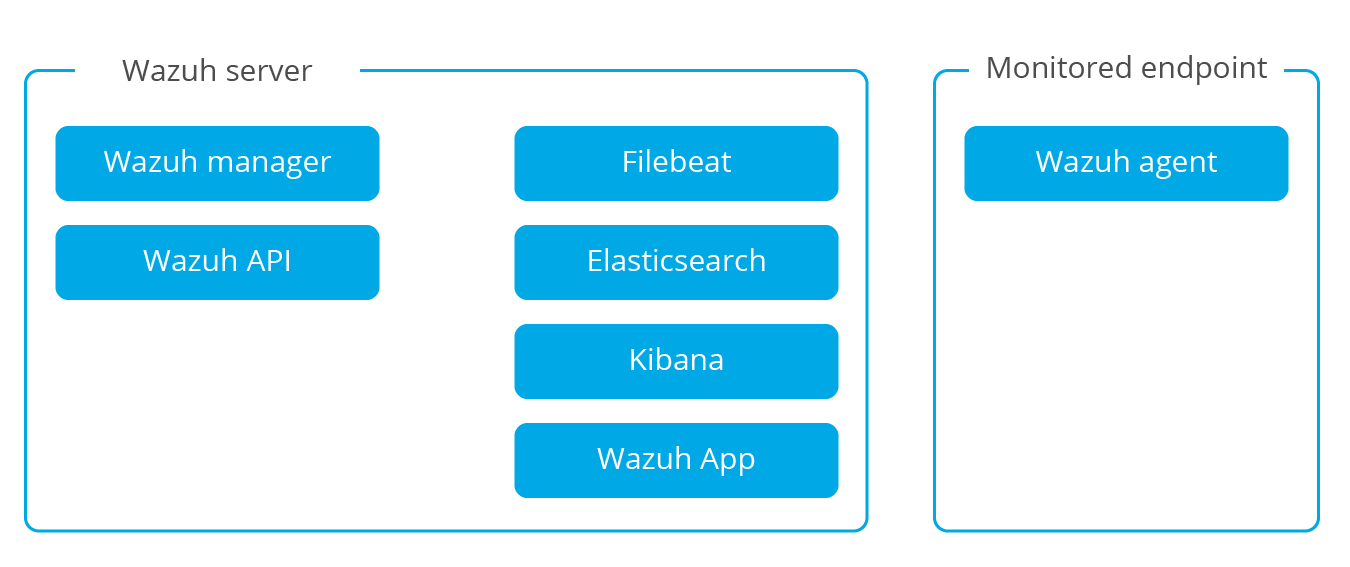 Wazuh server
Wazuh manager
Wazuh API
Filebeat
Elasticsearch
Kibana
Wazuh App
Monitored endpoint
Wazuh agent